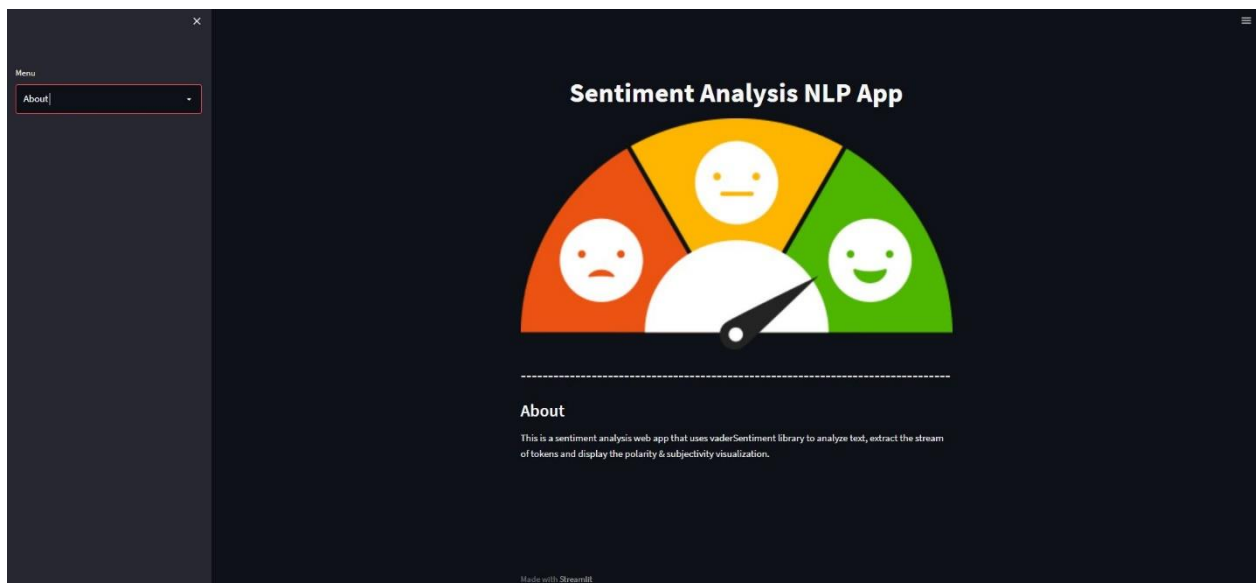 Menu
About
Sentiment Analysis NLP App
--------------------------------------------------------------------------------
About
This is a sentiment analysis web app that uses vaderSentiment library to analyze text, extract the stream
of tokens and display the polarity & subjectivity visualization.
Made with Streamlit